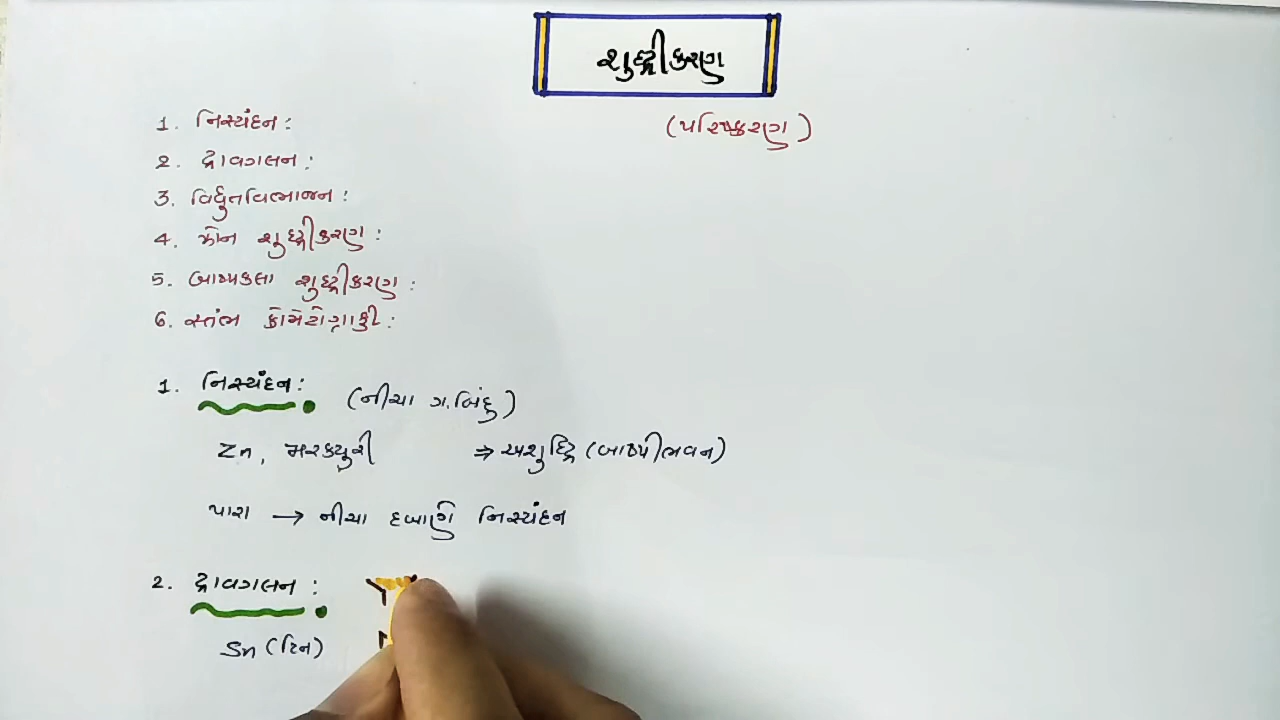 શુદ્ધીકરણ
(પરિષ્કરણ)
1. નિસ્યંદન :
2. દ્રાવગલન :
3. વિદ્યુતવિભાજન :
4. ઝોન શુદ્ધીકરણ :
5. બાષ્પકલા શુદ્ધીકરણ :
6. સ્તંભ ક્રોમેટોગ્રાફી :
1. નિસ્યંદન : (નીચા ગ.બિંદુ)
Zn, મરક્યુરી ⇒ અશુદ્ધિ (બાષ્પીભવન)
પારા → નીચા દબાણે નિસ્યંદન
2. દ્રાવગલન :
Sn (ટિન)